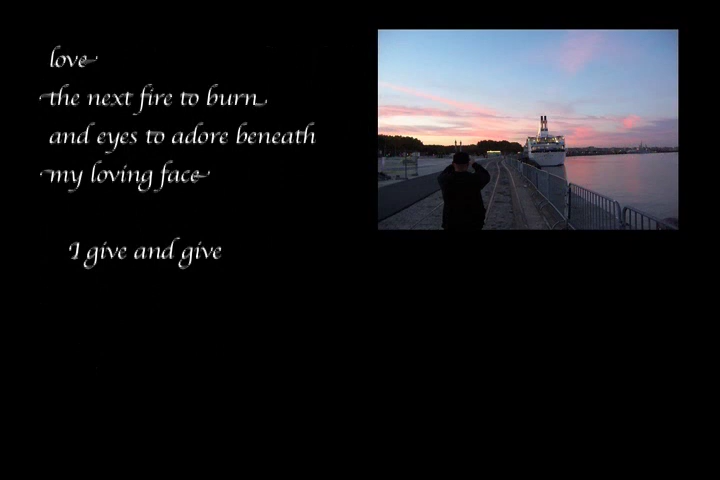 love
the next fire to burn
and eyes to adore beneath
my loving face
I give and give